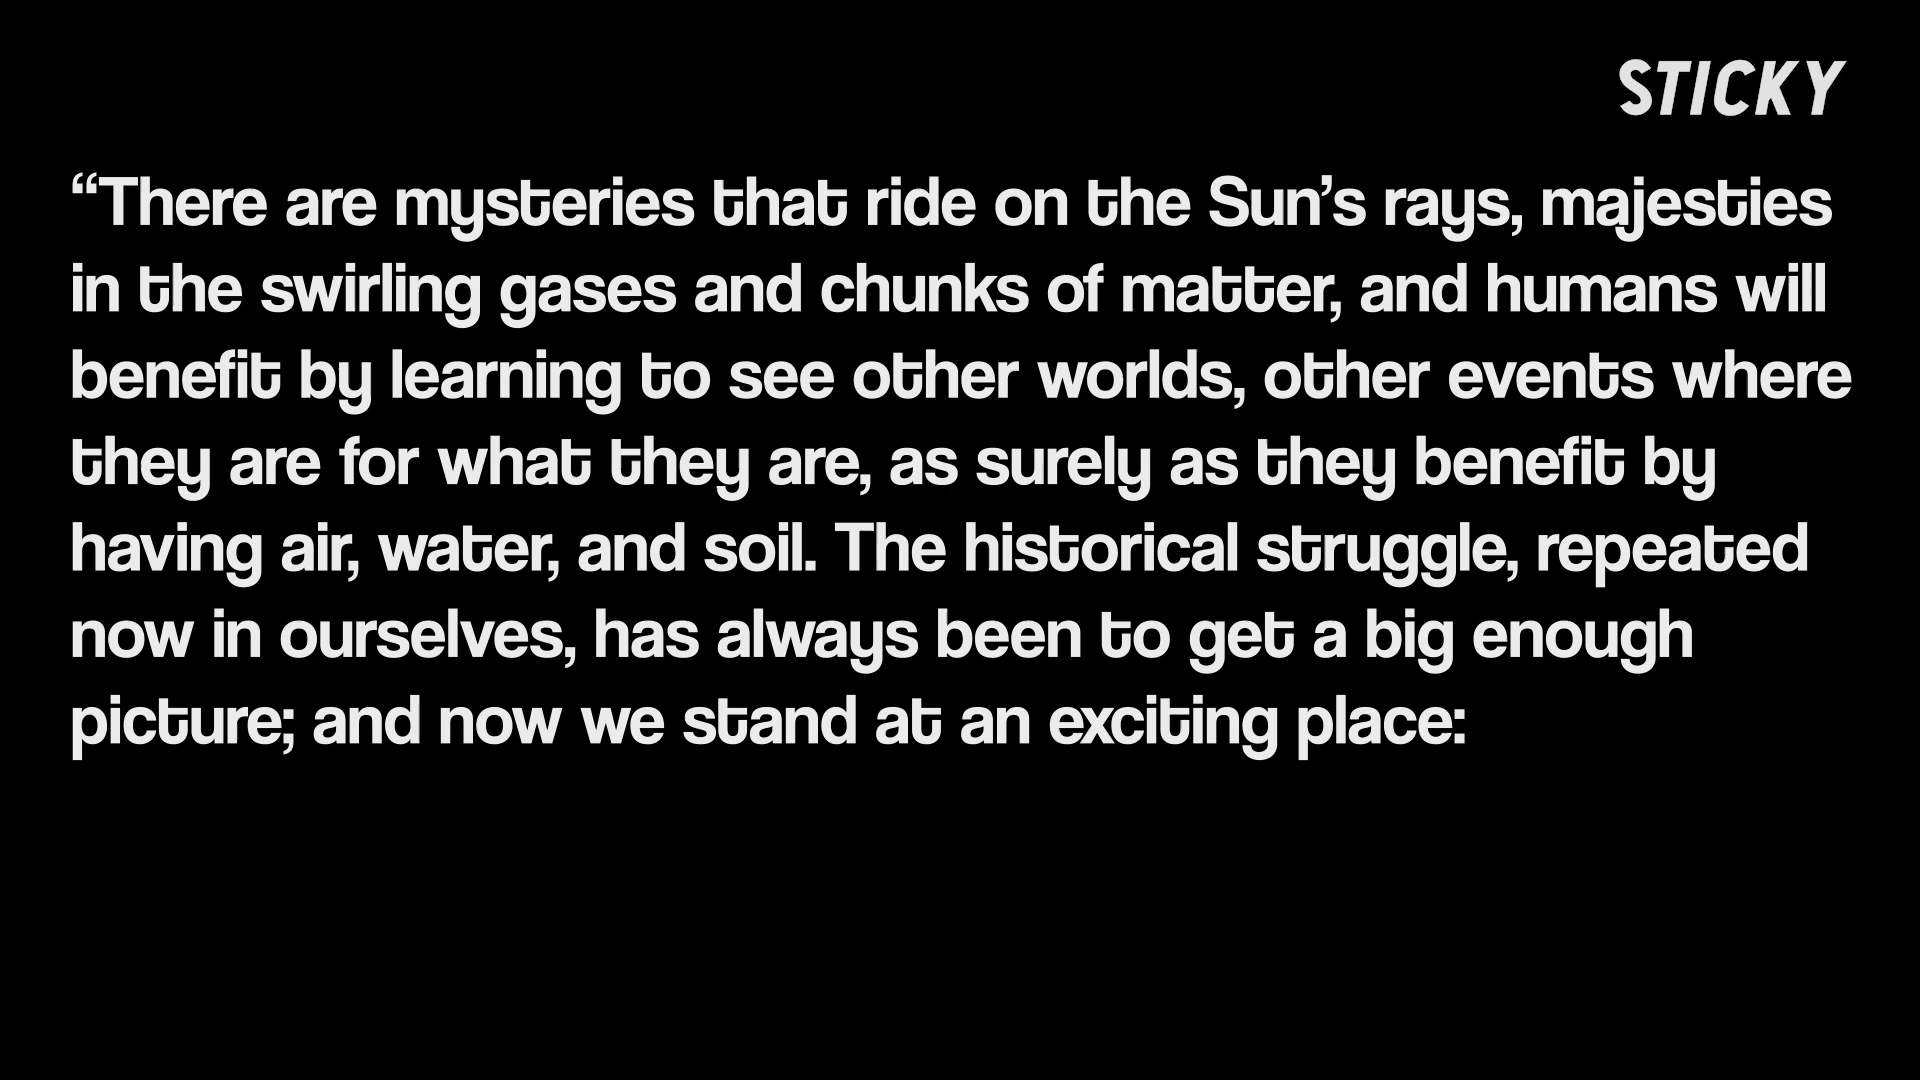 STICKY
“There are mysteries that ride on the Sun’s rays, majesties
in the swirling gases and chunks of matter, and humans will
benefit by learning to see other worlds, other events where
they are for what they are, as surely as they benefit by
having air, water, and soil. The historical struggle, repeated
now in ourselves, has always been to get a big enough
picture; and now we stand at an exciting place: